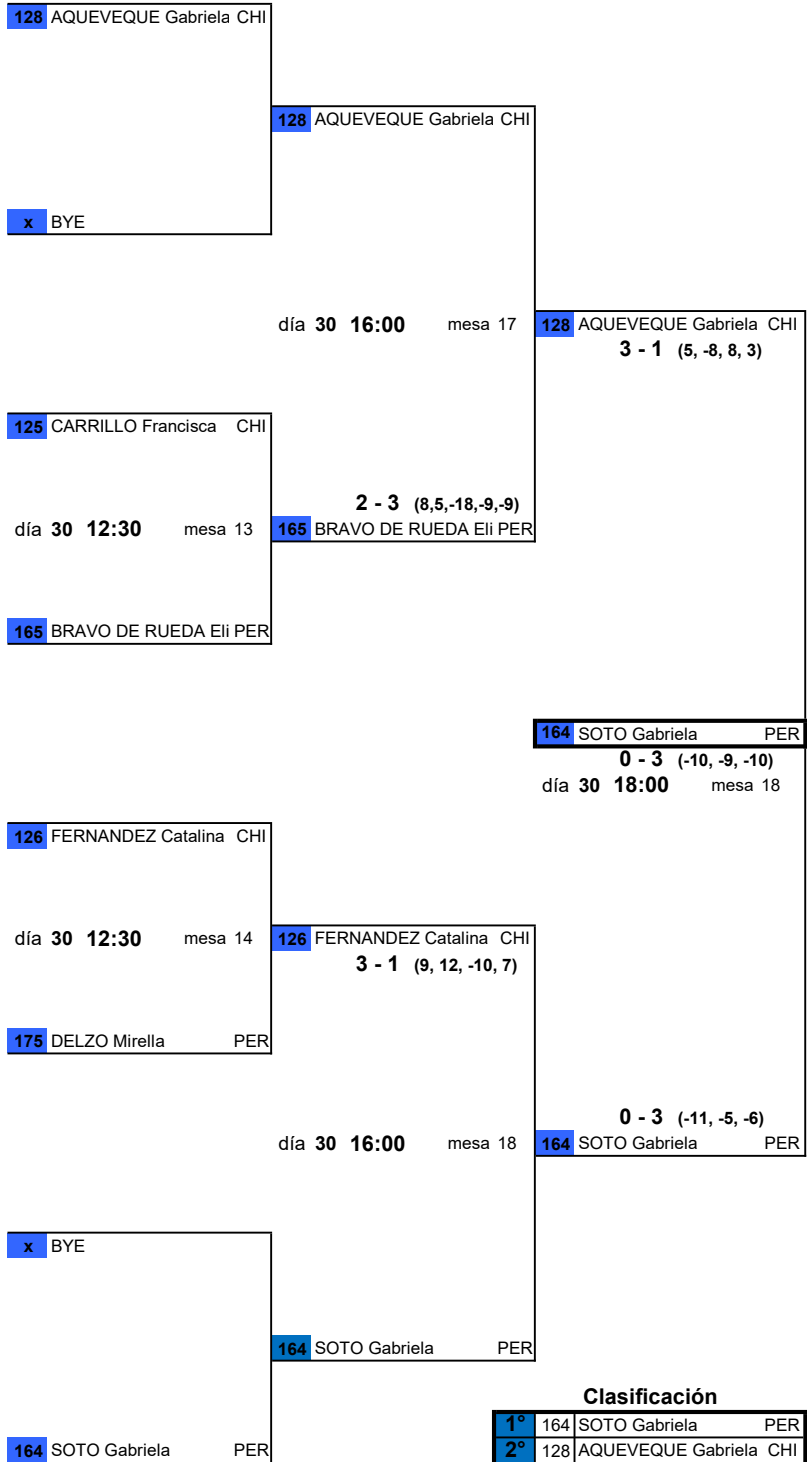 128 AQUEVEQUE Gabriela CHI
128 AQUEVEQUE Gabriela CHI
x BYE
día 30 16:00 mesa 17 128 AQUEVEQUE Gabriela CHI
3 - 1 (5, -8, 8, 3)
125 CARRILLO Francisca CHI
2 - 3 (8,5,-18,-9,-9)
día 30 12:30 mesa 13 165 BRAVO DE RUEDA Eli PER
165 BRAVO DE RUEDA Eli PER
164 SOTO Gabriela PER
0 - 3 (-10, -9, -10)
día 30 18:00 mesa 18
126 FERNANDEZ Catalina CHI
día 30 12:30 mesa 14 126 FERNANDEZ Catalina CHI
3 - 1 (9, 12, -10, 7)
175 DELZO Mirella PER
0 - 3 (-11, -5, -6)
día 30 16:00 mesa 18 164 SOTO Gabriela PER
x BYE
164 SOTO Gabriela PER
Clasificación
1° 164 SOTO Gabriela PER
164 SOTO Gabriela PER 2° 128 AQUEVEQUE Gabriela CHI